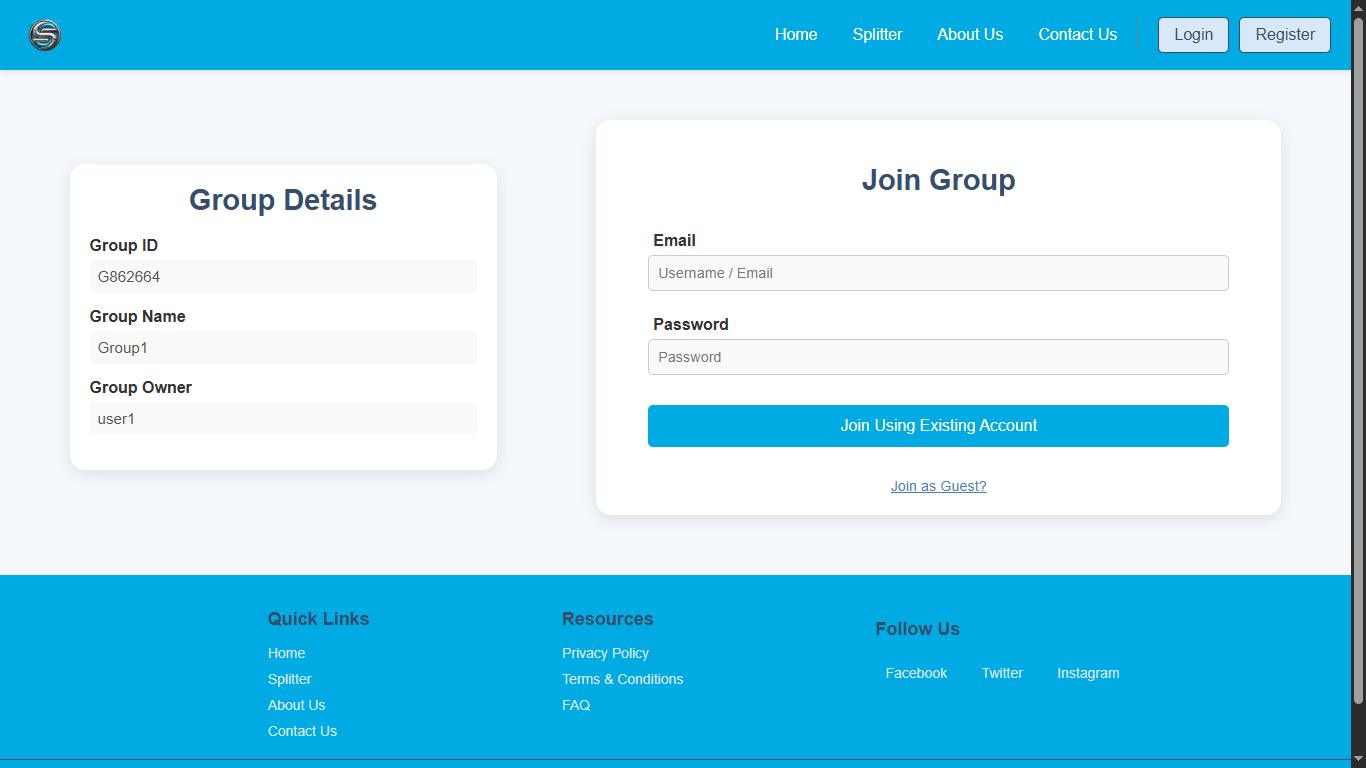 Home Splitter About Us Contact Us Login Register
Group Details
Group ID
G862664
Group Name
Group1
Group Owner
user1
Join Group
Email
Username / Email
Password
Password
Join Using Existing Account
Join as Guest?
Quick Links
Home
Splitter
About Us
Contact Us
Resources
Privacy Policy
Terms & Conditions
FAQ
Follow Us
Facebook Twitter Instagram